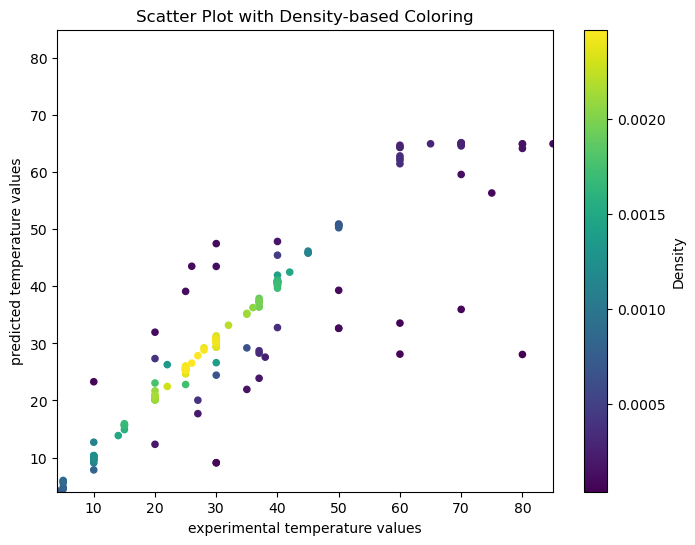 Scatter Plot with Density-based Coloring
80
70
60
50
40
30
20
10
predicted temperature values
10 20 30 40 50 60 70 80
experimental temperature values
0.0020
0.0015
0.0010
0.0005
Density